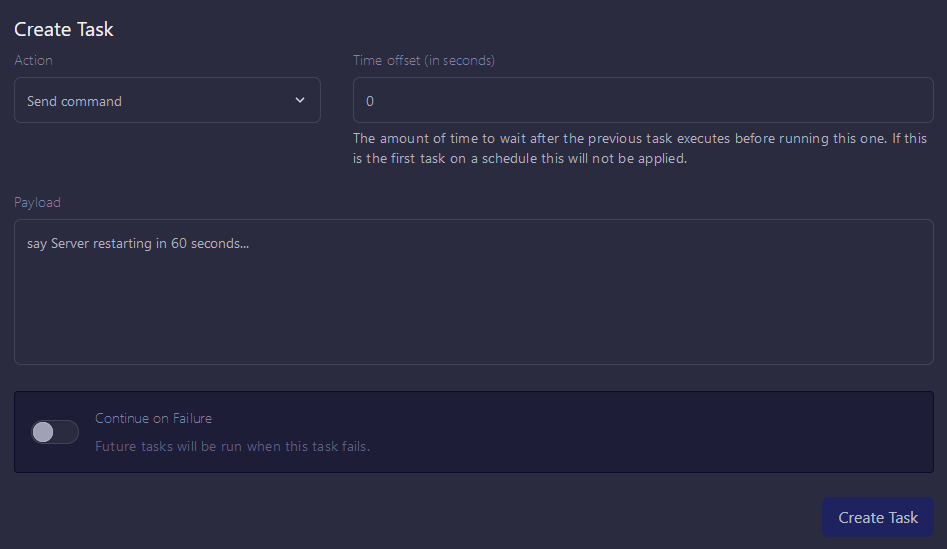 Create Task
Action
Time offset (in seconds)
Send command
0
The amount of time to wait after the previous task executes before running this one. If this
is the first task on a schedule this will not be applied.
Payload
say Server restarting in 60 seconds...
Continue on Failure
Future tasks will be run when this task fails.
Create Task